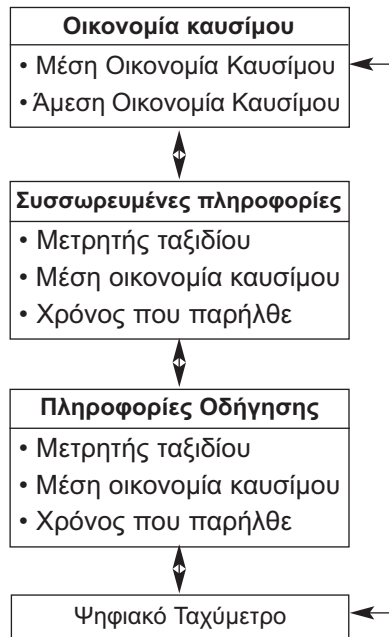 Οικονομία καυσίμου
• Μέση Οικονομία Καυσίμου
• Άμεση Οικονομία Καυσίμου
Συσσωρευμένες πληροφορίες
• Μετρητής ταξιδίου
• Μέση οικονομία καυσίμου
• Χρόνος που παρήλθε
Πληροφορίες Οδήγησης
• Μετρητής ταξιδίου
• Μέση οικονομία καυσίμου
• Χρόνος που παρήλθε
Ψηφιακό Ταχύμετρο